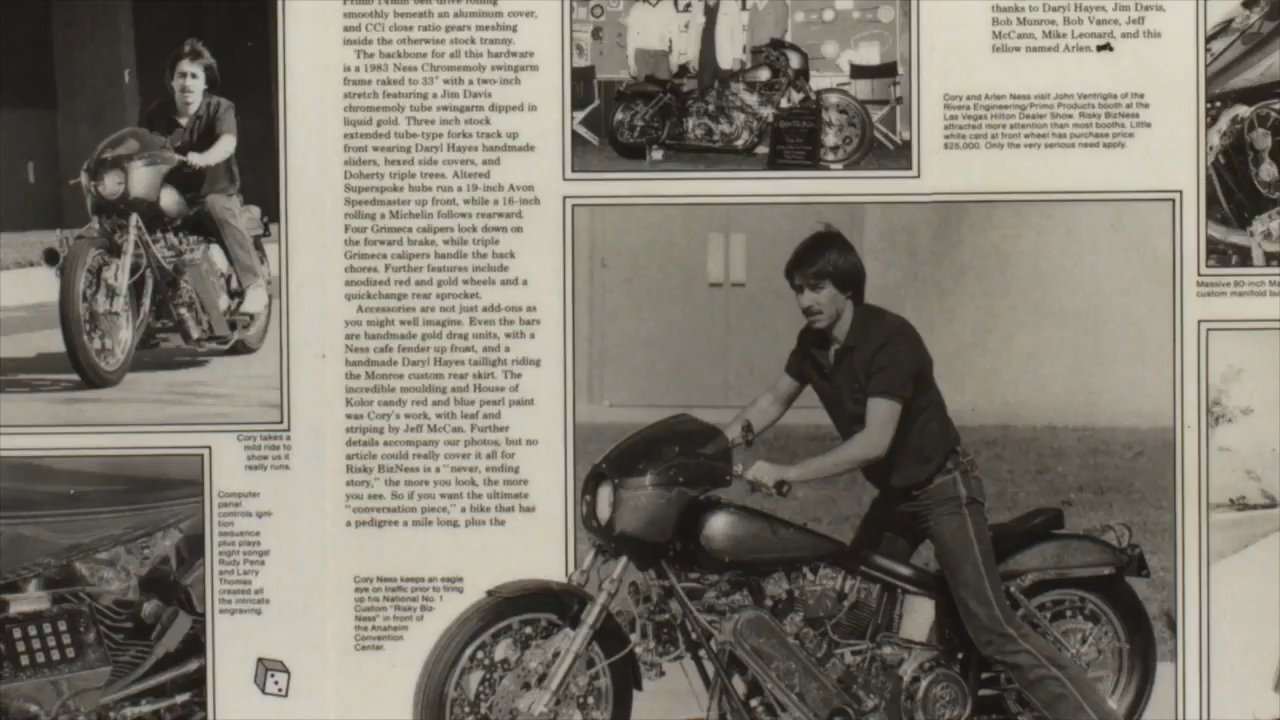 Primo 14mm belt drive rolling
smoothly beneath an aluminum cover,
and CCi close ratio gears meshing
inside the otherwise stock tranny.
The backbone for all this hardware
is a 1983 Ness Chromemoly swingarm
frame raked to 33° with a two-inch
stretch featuring a Jim Davis
chromemoly tube swingarm dipped in
liquid gold. Three inch stock
extended tube-type forks track up
front wearing Daryl Hayes handmade
sliders, hexed side covers, and
Doherty triple trees. Altered
Superspoke hubs run a 19-inch Avon
Speedmaster up front, while a 16-inch
rolling a Michelin follows rearward.
Four Grimeca calipers lock down on
the forward brake, while triple
Grimeca calipers handle the back
chores. Further features include
anodized red and gold wheels and a
quickchange rear sprocket.
Accessories are not just add-ons as
you might well imagine. Even the bars
are handmade gold drag units, with a
Ness cafe fender up front, and a
handmade Daryl Hayes taillight riding
the Monroe custom rear skirt. The
incredible moulding and House of
Kolor candy red and blue pearl paint
was Cory's work, with leaf and
striping by Jeff McCan. Further
details accompany our photos, but no
article could really cover it all for
Risky BizNess is a "never, ending
story," the more you look, the more
you see. So if you want the ultimate
"conversation piece," a bike that has
a pedigree a mile long, plus the
thanks to Daryl Hayes, Jim Davis,
Bob Munroe, Bob Vance, Jeff
McCann, Mike Leonard, and this
fellow named Arlen.
Cory and Arlen Ness visit John Ventriglia of the
Rivera Engineering/Primo Products booth at the
Las Vegas Hilton Dealer Show. Risky BizNess
attracted more attention than most booths. Little
white card at front wheel has purchase price:
$25,000. Only the very serious need apply.
Massive 80-inch Ma
custom manifold bu
Cory takes a
mild ride to
show us it
really runs.
Computer
panel
controls igni-
tion
sequence
plus plays
eight songs!
Rudy Pena
and Larry
Thomas
created all
the intricate
engraving.
Cory Ness keeps an eagle
eye on traffic prior to firing
up his National No. 1
Custom "Risky Biz-
Ness" in front of
the Anaheim
Convention
Center.